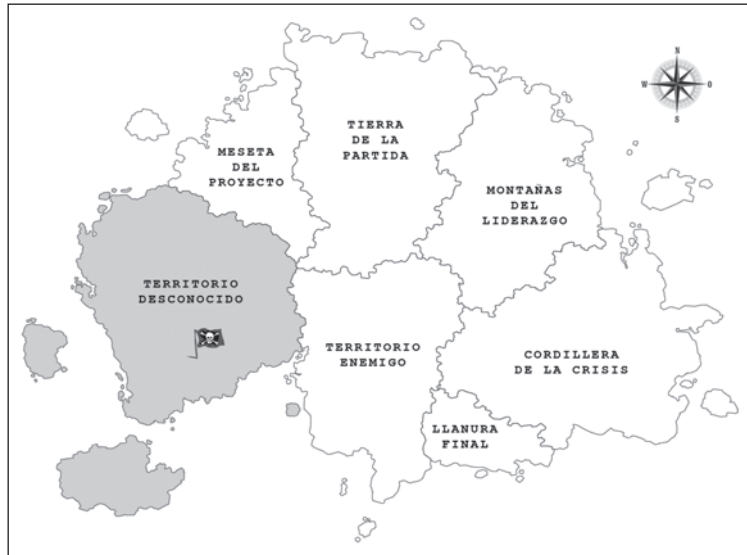 N
W O
S
TIERRA
DE LA
PARTIDA
MESETA
DEL
PROYECTO
MONTAÑAS
DEL
LIDERAZGO
TERRITORIO
DESCONOCIDO
TERRITORIO
ENEMIGO
CORDILLERA
DE LA CRISIS
LLANURA
FINAL